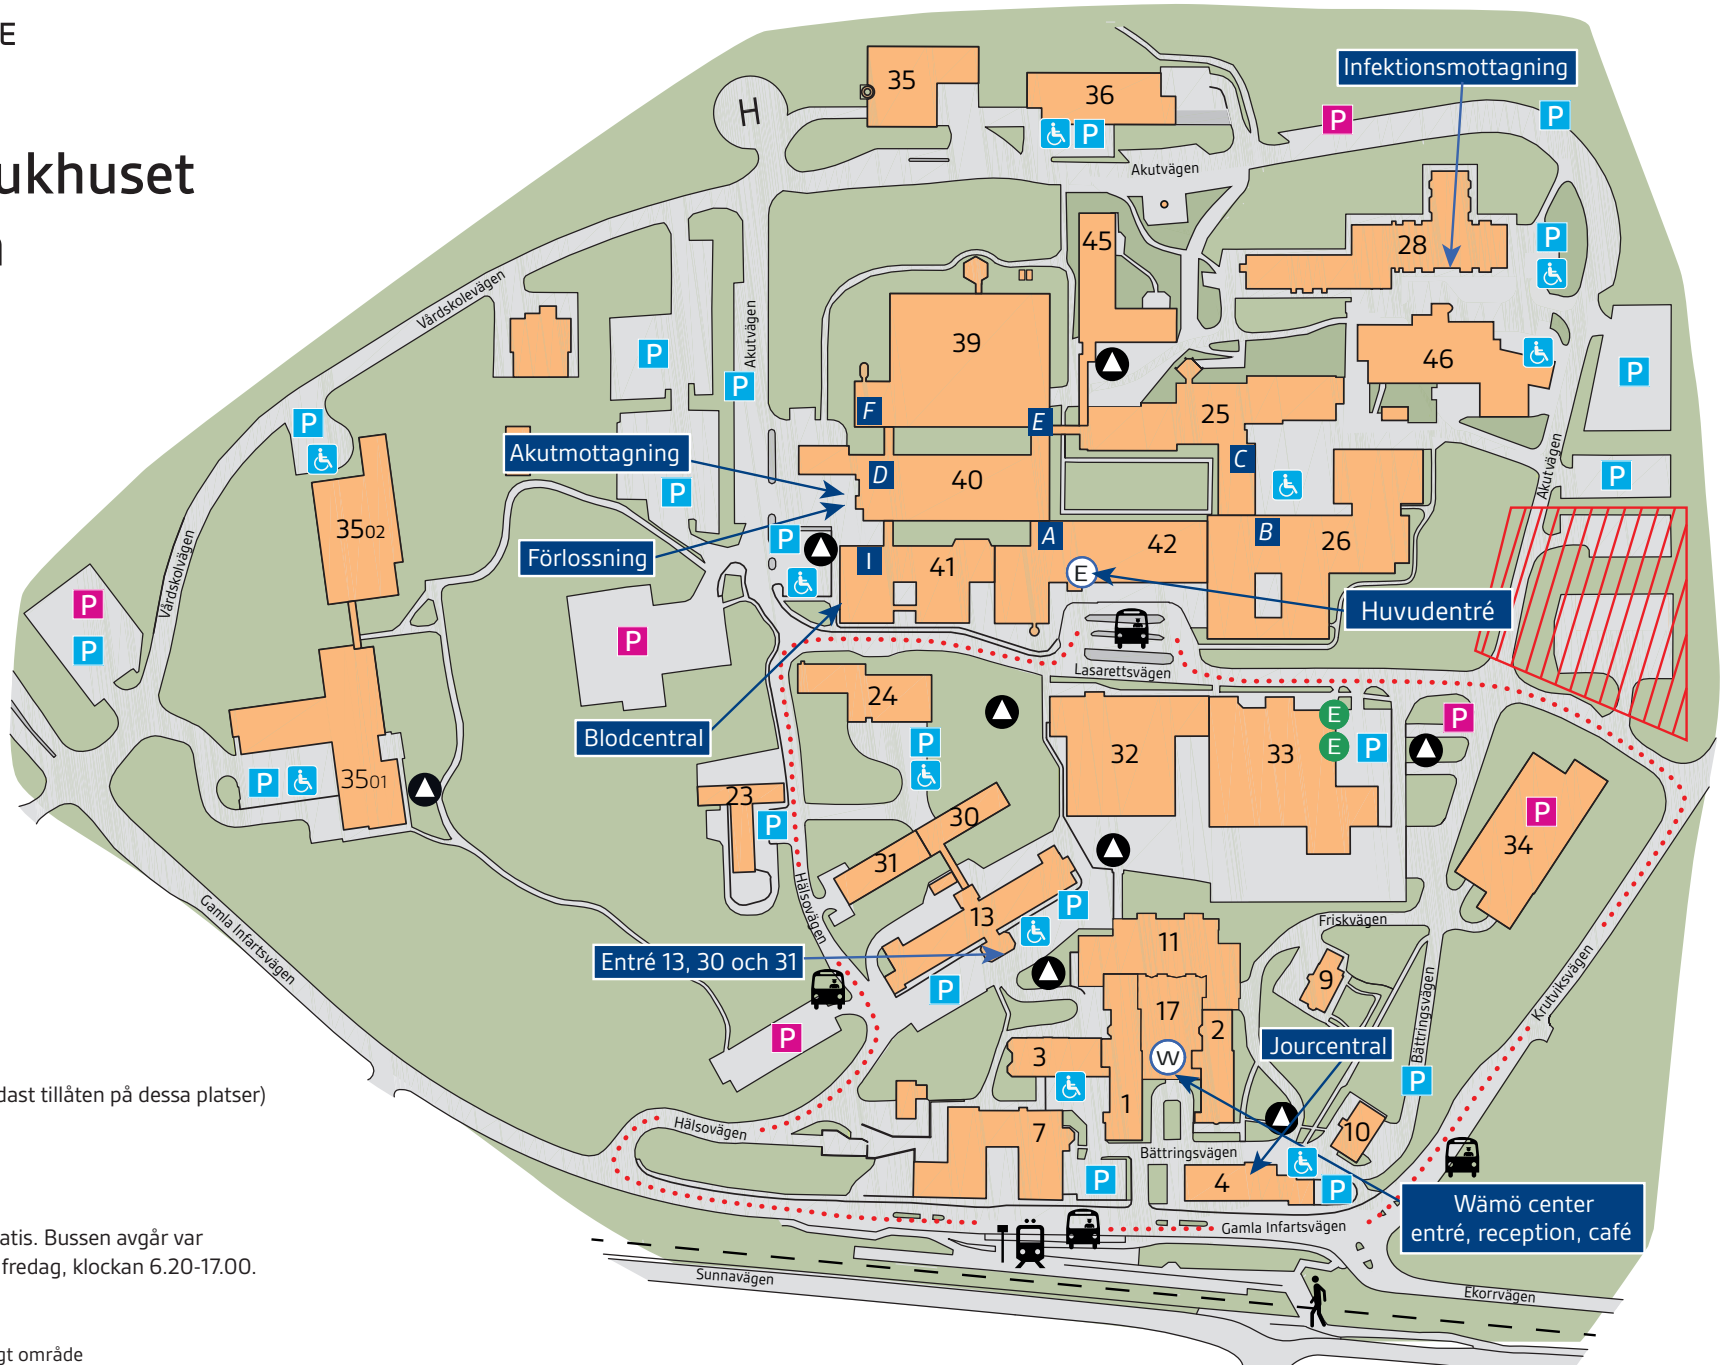 E
ukhuset
dast tillåten på dessa platser)
atis. Bussen avgår var
fredag, klockan 6.20-17.00.
gt område
H
35
36
P
P
P
Infektionsmottagning
Akutvägen
45
28
P
Vårdskolevägen
Akutvägen
P
P
39
46
P
F
E
25
P
Akutmottagning
D
40
C
P
P
Akutvägen
3502
Förlossning
P
I
41
A
42
B
26
E
Huvudentré
Vårdskolvägen
P
P
P
Lasarettsvägen
24
Blodcentral
P
32
33
E
E
P
P
P
3501
23
P
30
31
34
P
Hälsovägen
13
P
Friskvägen
Gamla Infartsvägen
Entré 13, 30 och 31
P
11
9
Krutviksvägen
Bättringsvägen
P
17
2
W
3
1
Jourcentral
P
Hälsovägen
7
10
Bättringsvägen
P
4
P
Wämö center
entré, reception, café
Gamla Infartsvägen
Sunnavägen
Ekorrvägen